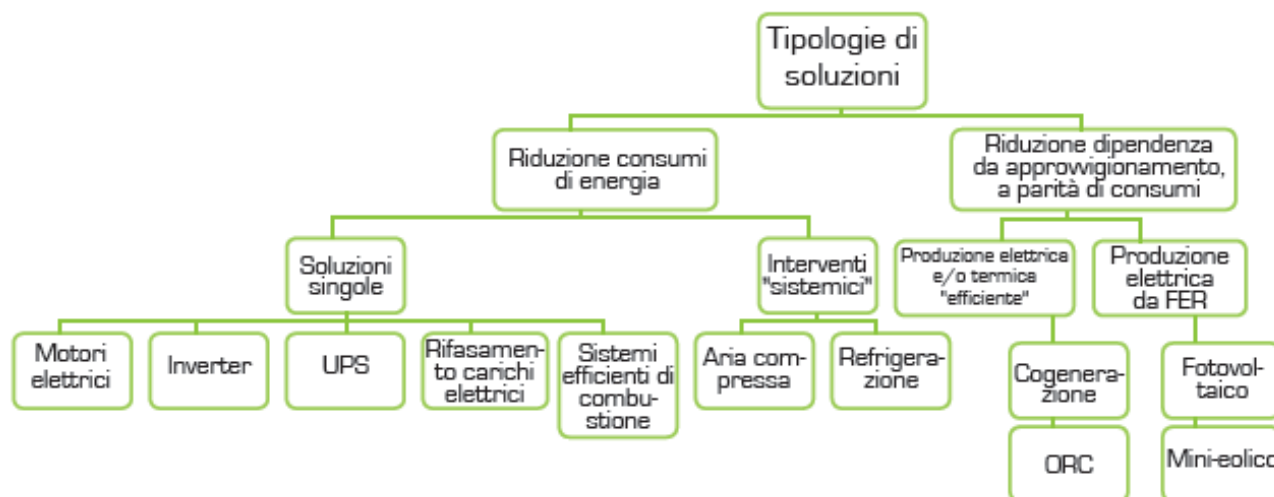 Tipologie di
soluzioni
Riduzione consumi
di energia
Riduzione dipendenza
da approvvigionamento,
a parità di consumi
Soluzioni
singole
Interventi
"sistemici"
Produzione elettrica
e/o termica
"efficiente"
Produzione
elettrica
da FER
Motori
elettrici
Inverter
UPS
Rifasamen-
to carichi
elettrici
Sistemi
efficienti di
combu-
stione
Aria com-
pressa
Refrigera-
zione
Cogenera-
zione
Fotovol-
taico
ORC
Mini-eolico